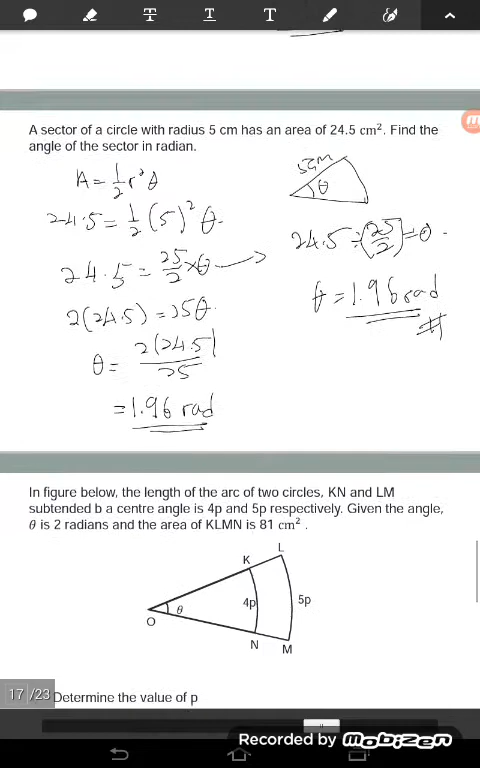 T T T
A sector of a circle with radius 5 cm has an area of 24.5 cm². Find the
angle of the sector in radian.
A = 1/2 r² θ
24.5 = 1/2 (5)² θ
24.5 = 25/2 × θ
2(24.5) = 25θ
θ = 2(24.5)/25
= 1.96 rad
5cm
θ
24.5 ÷ (25/2) = θ
θ = 1.96 rad
#
In figure below, the length of the arc of two circles, KN and LM
subtended b a centre angle is 4p and 5p respectively. Given the angle,
θ is 2 radians and the area of KLMN is 81 cm² .
L
K
4p 5p
θ
O
N M
17 /23 Determine the value of p
Recorded by mobizen